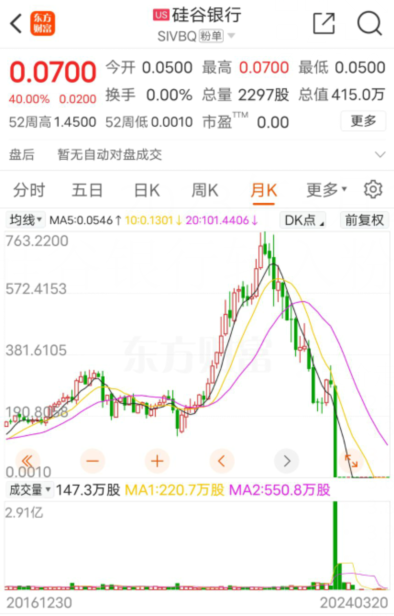 东方财富
US 硅谷银行
SIVBQ 粉单
0.0700 今开 0.0500 最高 0.0700 最低 0.0500
40.00% 0.0200 换手 0.00% 总量 2297股 总值 415.0万
52周高 1.4500 52周低 0.0010 市盈TTM 0.00 更多
盘后 暂无自动对盘成交
分时 五日 日K 周K 月K 更多
均线 MA5:0.0546↑ 10:0.1301↓ 20:101.4406↓ DK点 前复权
763.2200
572.4153
381.6105
东方财富
190.8058
0.0010
成交量 147.3万股 MA1:220.7万股 MA2:550.8万股
2.91亿
20161230 20240320